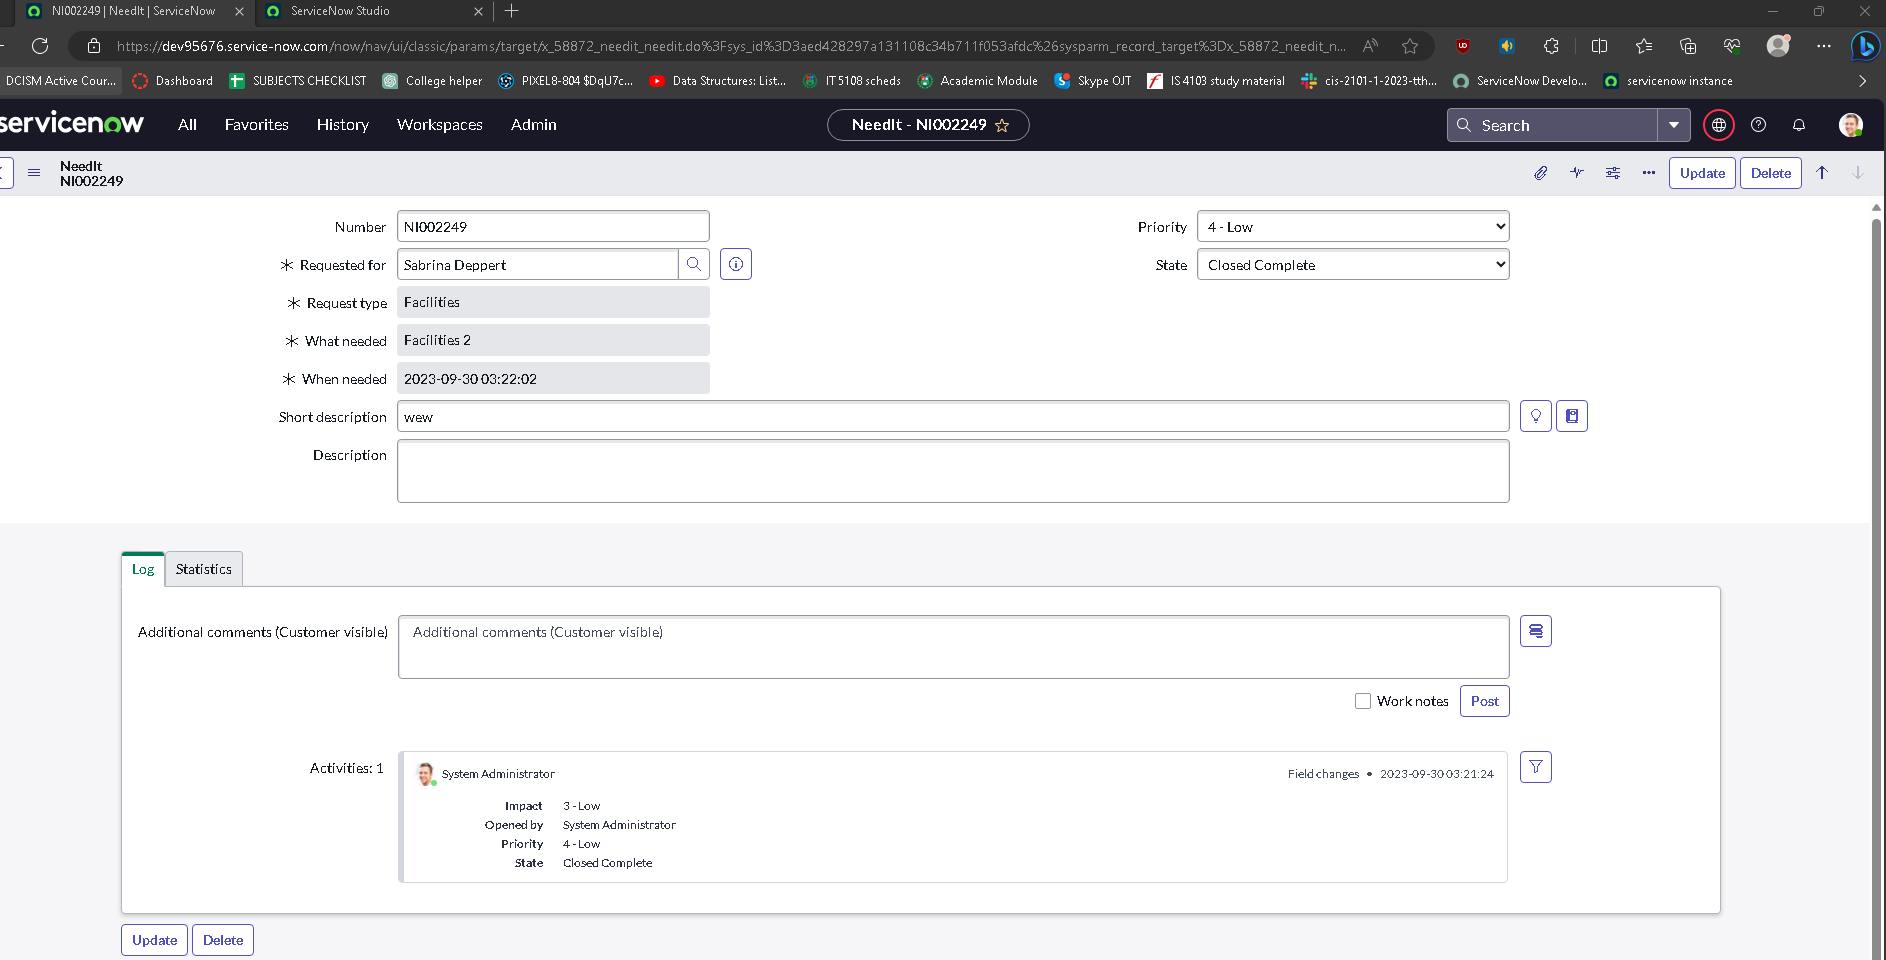 NI002249 | NeedIt | ServiceNow
ServiceNow Studio
https://dev95676.service-now.com/now/nav/ui/classic/params/target/x_58872_needit_needit.do%3Fsys_id%3D3aed428297a131108c34b711f053afdc%26sysparm_record_target%3Dx_58872_needit_n...
DCISM Active Cour... Dashboard SUBJECTS CHECKLIST College helper PIXEL8-804 $DqU7c... Data Structures: List... IT 5108 scheds Academic Module Skype OJT IS 4103 study material cis-2101-1-2023-tth... ServiceNow Develo... servicenow instance
servicenow All Favorites History Workspaces Admin NeedIt - NI002249 Search
NeedIt
NI002249
Update Delete
Number NI002249
Priority 4 - Low
Requested for Sabrina Deppert
State Closed Complete
Request type Facilities
What needed Facilities 2
When needed 2023-09-30 03:22:02
Short description wew
Description
Log Statistics
Additional comments (Customer visible) Additional comments (Customer visible)
Work notes Post
Activities: 1
System Administrator Field changes • 2023-09-30 03:21:24
Impact 3 - Low
Opened by System Administrator
Priority 4 - Low
State Closed Complete
Update Delete